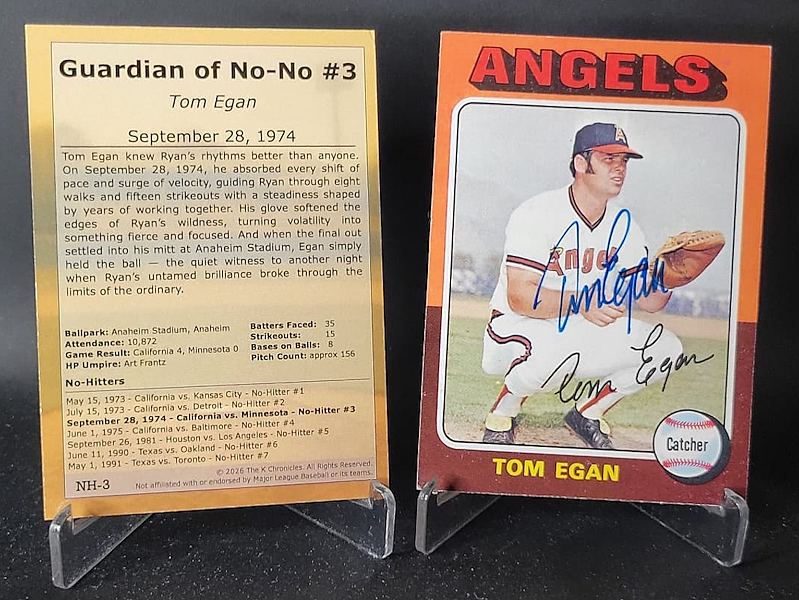 Guardian of No-No #3
Tom Egan
September 28, 1974
Tom Egan knew Ryan's rhythms better than anyone.
On September 28, 1974, he absorbed every shift of
pace and surge of velocity, guiding Ryan through eight
walks and fifteen strikeouts with a steadiness shaped
by years of working together. His glove softened the
edges of Ryan's wildness, turning volatility into
something fierce and focused. And when the final out
settled into his mitt at Anaheim Stadium, Egan simply
held the ball — the quiet witness to another night
when Ryan's untamed brilliance broke through the
limits of the ordinary.
Ballpark: Anaheim Stadium, Anaheim
Attendance: 10,872
Game Result: California 4, Minnesota 0
HP Umpire: Art Frantz
Batters Faced: 35
Strikeouts: 15
Bases on Balls: 8
Pitch Count: approx 156
No-Hitters
May 15, 1973 - California vs. Kansas City - No-Hitter #1
July 15, 1973 - California vs. Detroit - No-Hitter #2
September 28, 1974 - California vs. Minnesota - No-Hitter #3
June 1, 1975 - California vs. Baltimore - No-Hitter #4
September 26, 1981 - Houston vs. Los Angeles - No-Hitter #5
June 11, 1990 - Texas vs. Oakland - No-Hitter #6
May 1, 1991 - Texas vs. Toronto - No-Hitter #7
© 2026 The K Chronicles. All Rights Reserved.
Not affiliated with or endorsed by Major League Baseball or its teams.
NH-3
ANGELS
A
Angels
Tom Egan
Tom Egan
Catcher
TOM EGAN